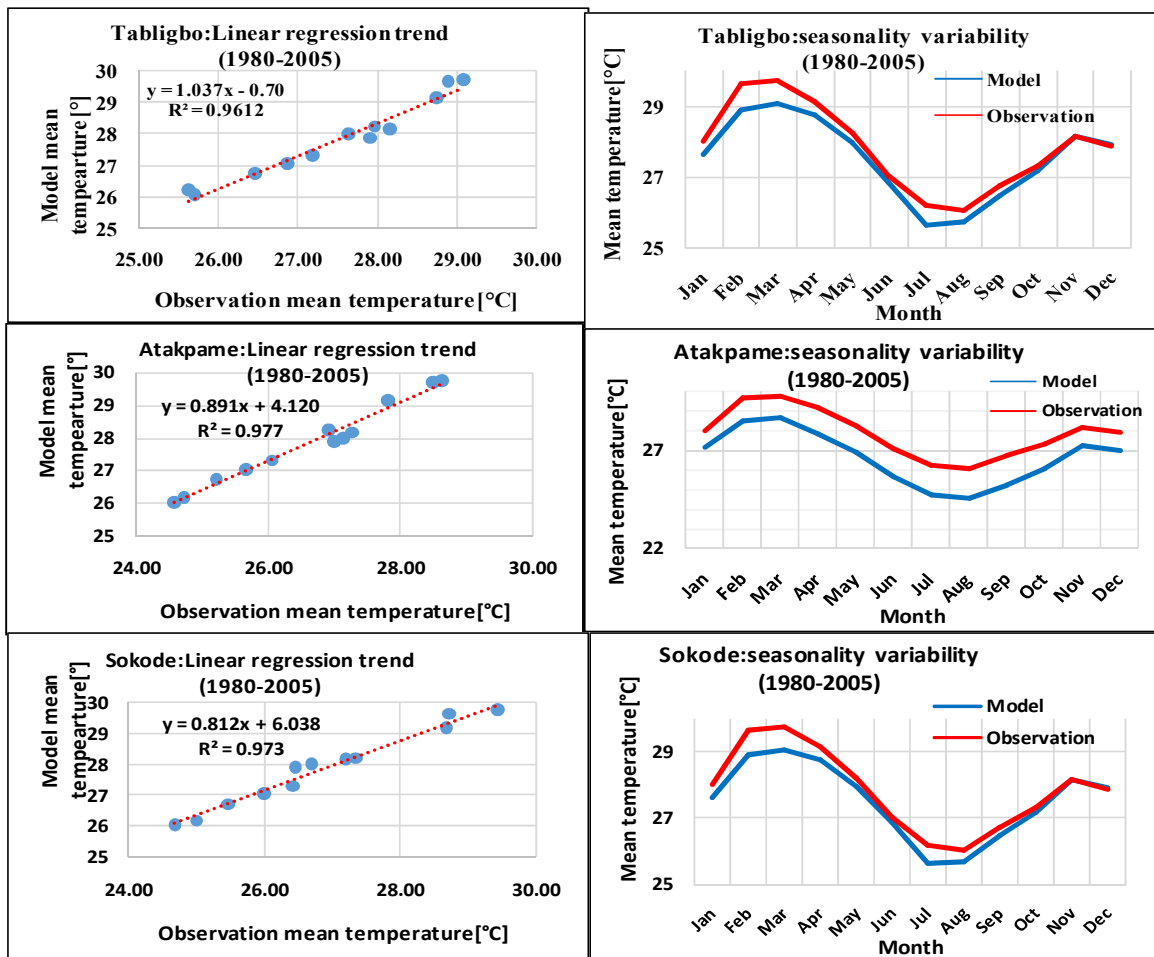 Tabligbo:Linear regression trend
(1980-2005)
y = 1.037x - 0.70
R² = 0.9612
Model mean
tempearture[°]
30
29
28
27
26
25
25.00 26.00 27.00 28.00 29.00 30.00
Observation mean temperature[°C]
Tabligbo:seasonality variability
(1980-2005)
Model
Observation
Mean temperature[°C]
29
27
25
Jan Feb Mar Apr May Jun Jul Aug Sep Oct Nov Dec
Month
Atakpame:Linear regression trend
(1980-2005)
y = 0.891x + 4.120
R² = 0.977
Model mean
tempearture[°]
30
29
28
27
26
25
24.00 26.00 28.00 30.00
Observation mean temperature[°C]
Atakpame:seasonality variability
(1980-2005)
Model
Observation
Mean temperature[°C]
27
22
Jan Feb Mar Apr May Jun Jul Aug Sep Oct Nov Dec
Month
Sokode:Linear regression trend
(1980-2005)
y = 0.812x + 6.038
R² = 0.973
Model mean
tempearture[°]
30
29
28
27
26
25
24.00 26.00 28.00 30.00
Observation mean temperature[°C]
Sokode:seasonality variability
(1980-2005)
Model
Observation
Mean temperature[°C]
29
27
25
Jan Feb Mar Apr May Jun Jul Aug Sep Oct Nov Dec
Month